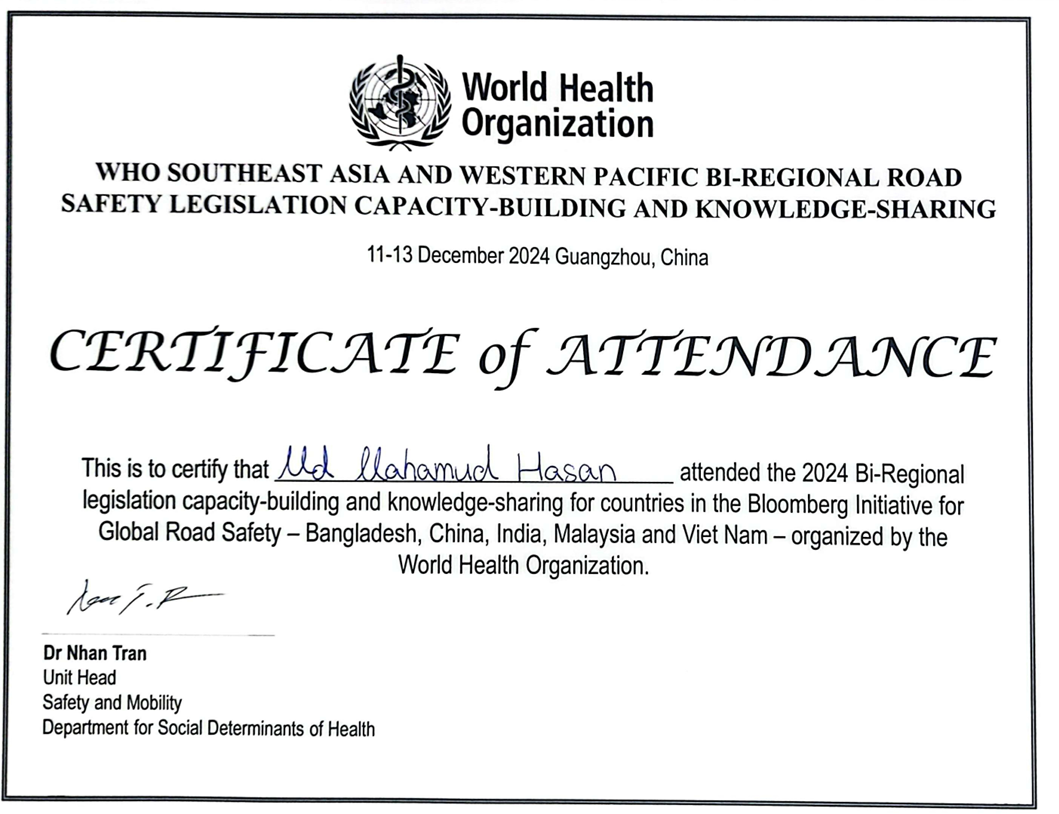 World Health
Organization
WHO SOUTHEAST ASIA AND WESTERN PACIFIC BI-REGIONAL ROAD
SAFETY LEGISLATION CAPACITY-BUILDING AND KNOWLEDGE-SHARING
11-13 December 2024 Guangzhou, China
CERTIFICATE of ATTENDANCE
This is to certify that Md Mahamud Hasan attended the 2024 Bi-Regional
legislation capacity-building and knowledge-sharing for countries in the Bloomberg Initiative for
Global Road Safety – Bangladesh, China, India, Malaysia and Viet Nam – organized by the
World Health Organization.
Dr Nhan Tran
Unit Head
Safety and Mobility
Department for Social Determinants of Health